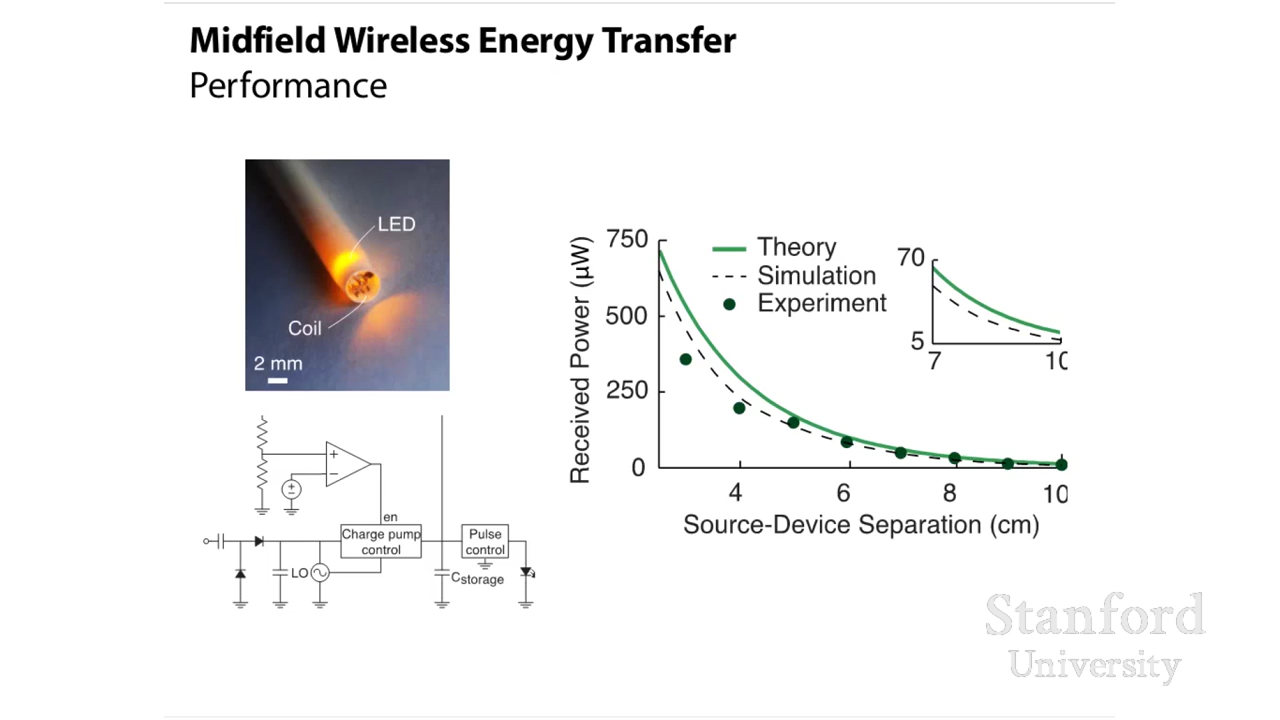 Midfield Wireless Energy Transfer
Performance
LED
Coil
2 mm
+
−
±
en
Charge pump
control
Pulse
control
LO
Cstorage
Received Power (µW)
750
500
250
0
4
6
8
10
Source-Device Separation (cm)
Theory
Simulation
Experiment
70
5
7
10
Stanford
University